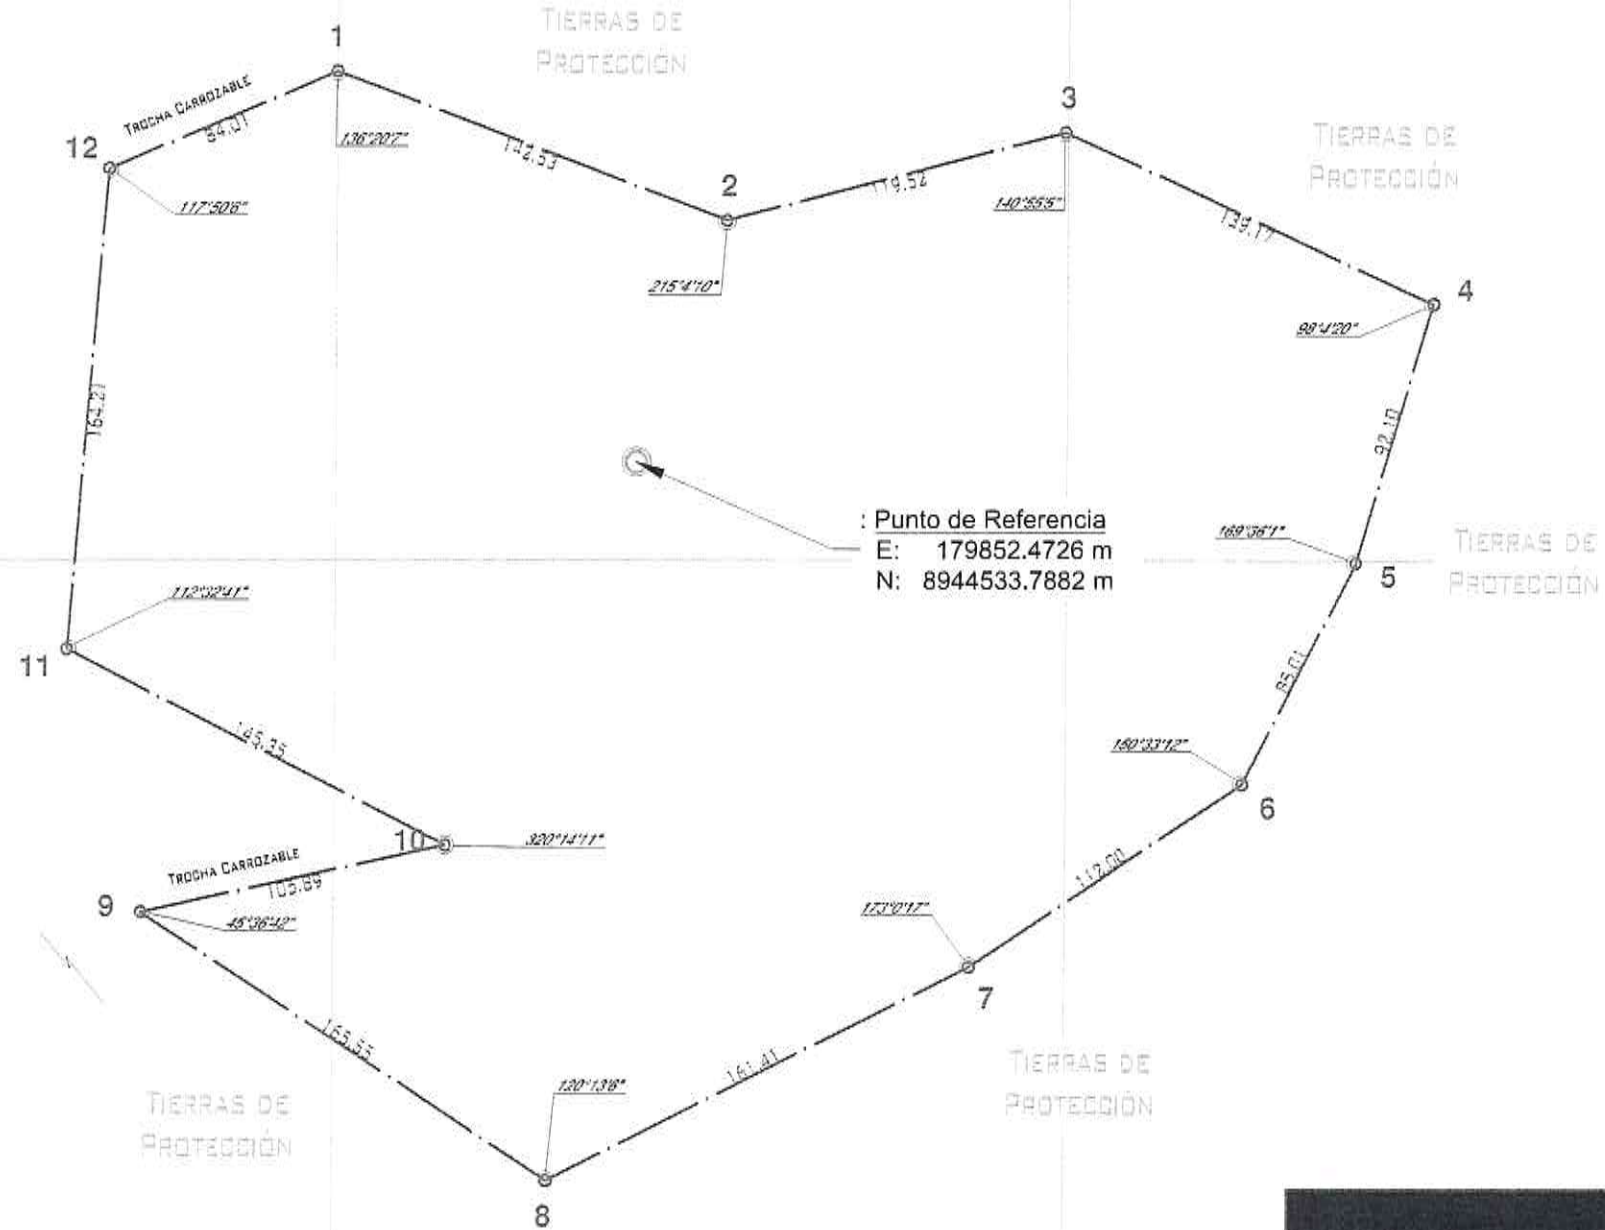 TIERRAS DE
PROTECCIÓN
1
TROCHA CARROZABLE
84.01
12
136°20'7"
142.53
3
TIERRAS DE
PROTECCIÓN
117°50'6"
2
119.52
140°55'5"
139.17
215°4'10"
4
98°4'20"
164.21
92.10
: Punto de Referencia
E: 179852.4726 m
N: 8944533.7882 m
169°36'1"
TIERRAS DE
PROTECCIÓN
5
112°32'41"
11
85.01
145.35
150°33'12"
6
10
320°14'11"
TROCHA CARROZABLE
105.89
112.00
9
45°36'42"
173°0'17"
7
N
165.55
161.41
120°13'6"
TIERRAS DE
PROTECCIÓN
TIERRAS DE
PROTECCIÓN
8